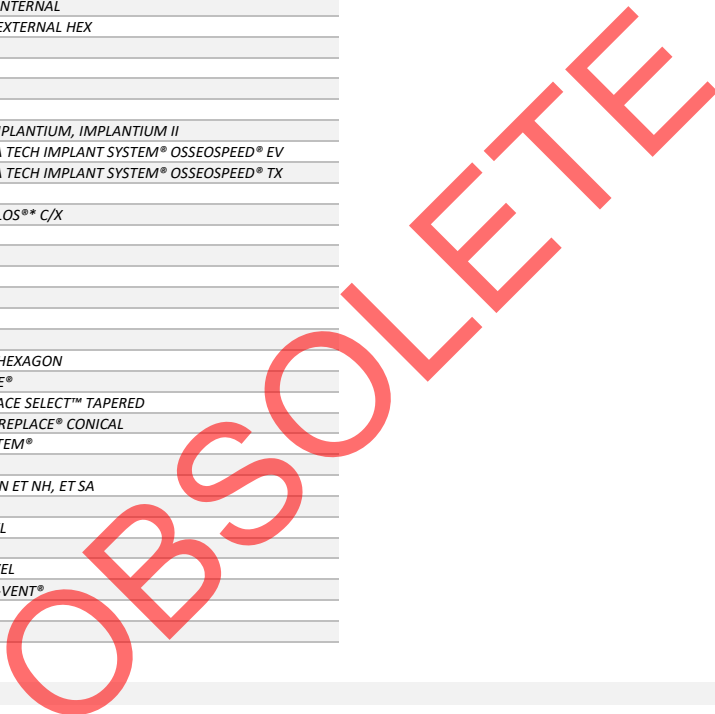 NTERNAL
EXTERNAL HEX
PLANTIUM, IMPLANTIUM II
TECH IMPLANT SYSTEM® OSSEOSPEED® EV
TECH IMPLANT SYSTEM® OSSEOSPEED® TX
LOS®* C/X
HEXAGON
E®
ACE SELECT™ TAPERED
REPLACE® CONICAL
TEM®
N ET NH, ET SA
L
EL
VENT®
OBSOLETE